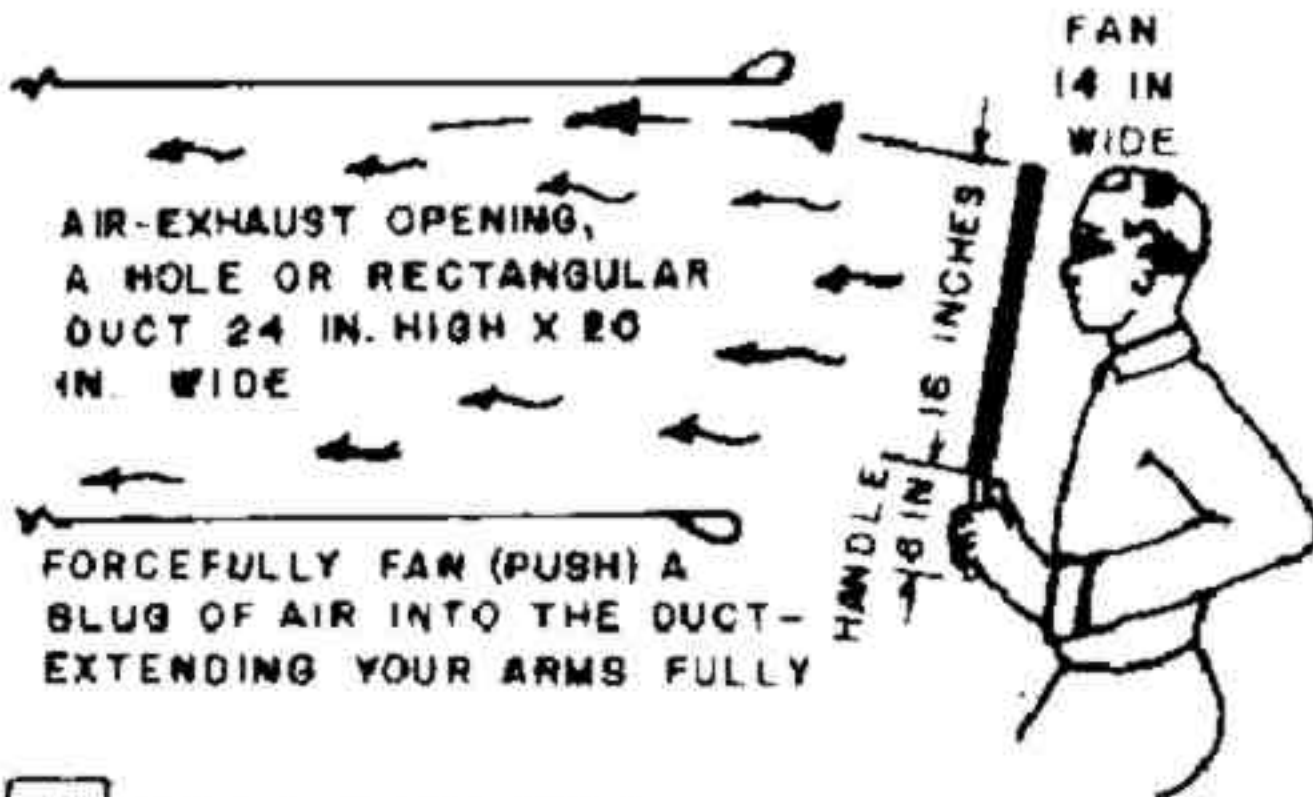 FAN
14 IN
WIDE
AIR-EXHAUST OPENING,
A HOLE OR RECTANGULAR
DUCT 24 IN. HIGH X 20
IN. WIDE
16 INCHES
HANDLE
6 IN
FORCEFULLY FAN (PUSH) A
SLUG OF AIR INTO THE DUCT-
EXTENDING YOUR ARMS FULLY